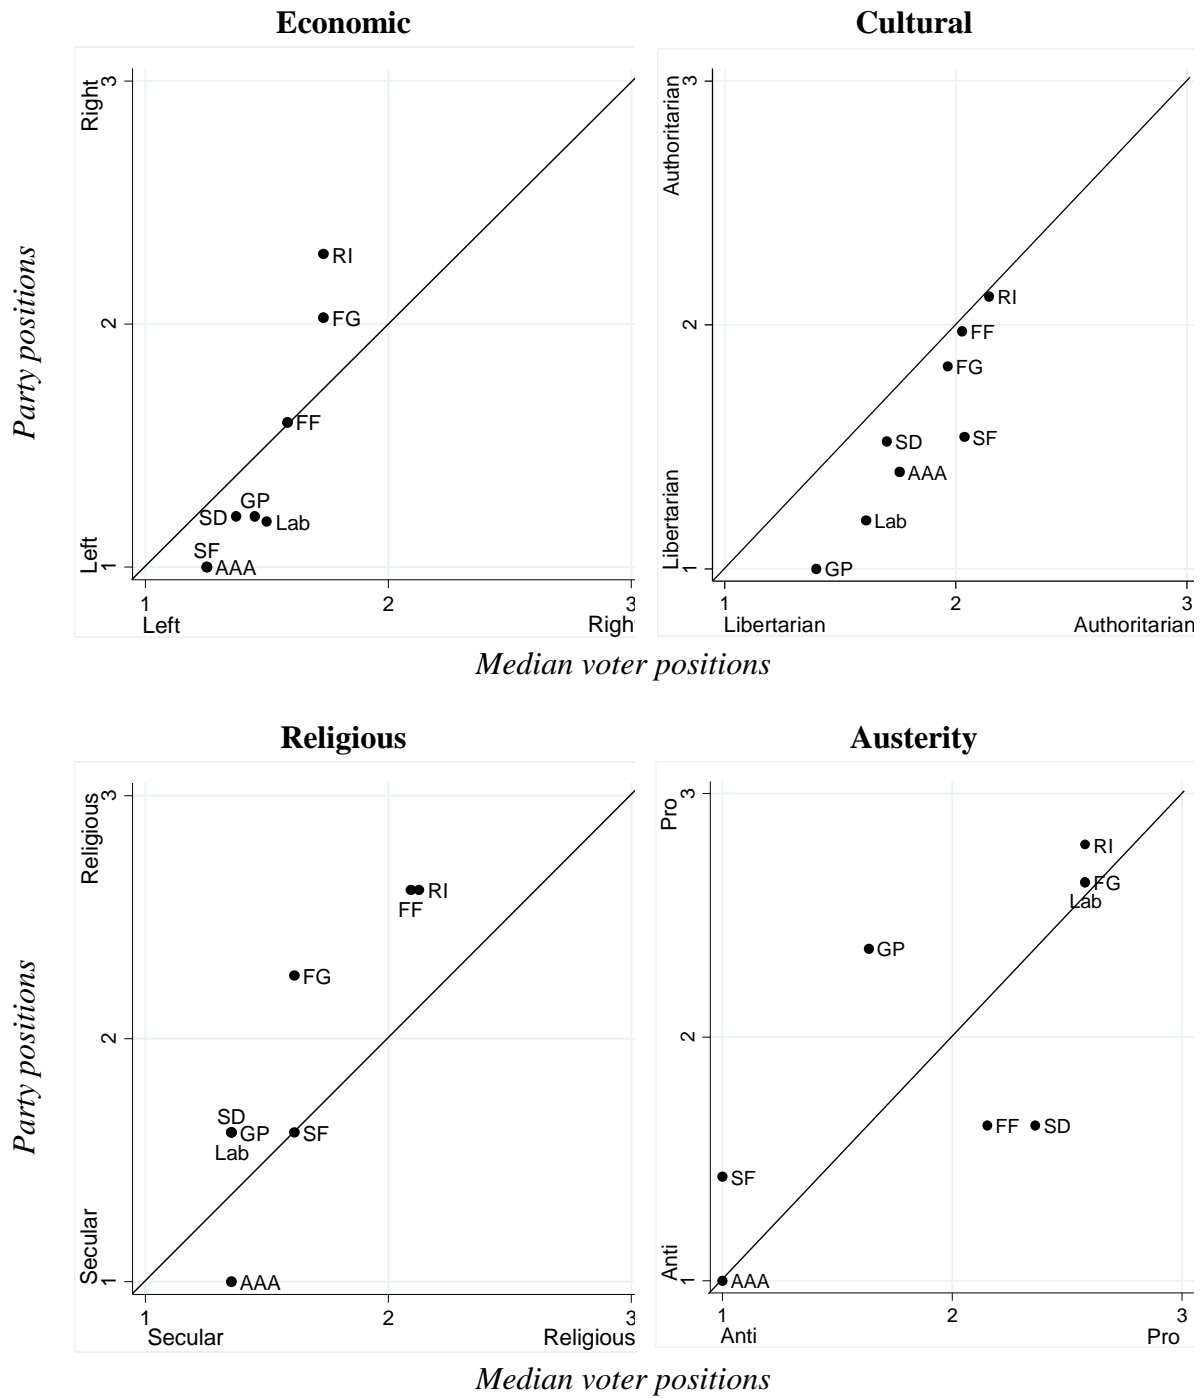 Economic
Cultural
Party positions
Right
3
2
Left
1
RI
FG
FF
GP
SD
Lab
SF
AAA
1
2
3
Left
Right
Authoritarian
3
2
Libertarian
1
RI
FF
FG
SD
SF
AAA
Lab
GP
1
2
3
Libertarian
Authoritarian
Median voter positions
Religious
Austerity
Party positions
Religious
3
2
Secular
1
RI
FF
FG
SD
GP
SF
Lab
AAA
1
2
3
Secular
Religious
Pro
3
2
Anti
1
RI
FG
Lab
GP
FF
SD
SF
AAA
1
2
3
Anti
Pro
Median voter positions